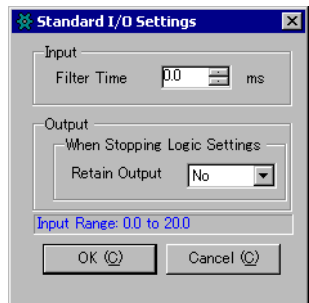 Standard I/O Settings
Input
Filter Time 0.0 ms
Output
When Stopping Logic Settings
Retain Output No
Input Range: 0.0 to 20.0
OK (C) Cancel (C)